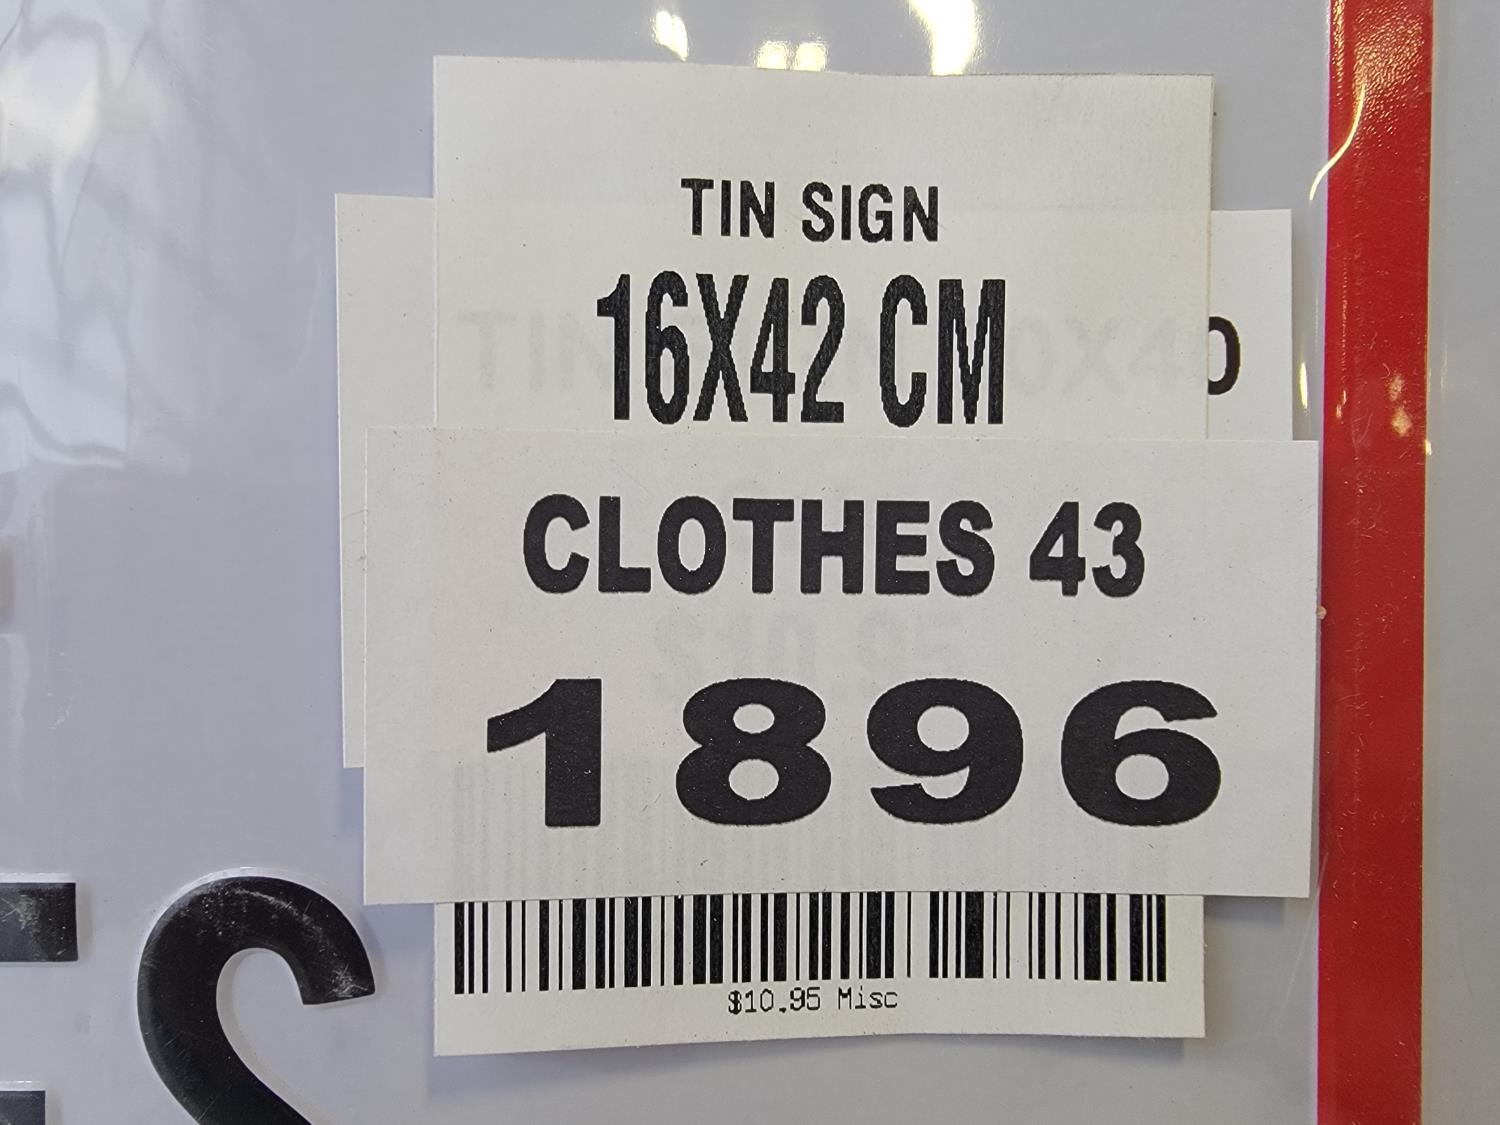 TIN SIGN
16X42 CM
CLOTHES 43
1896
$10.95 Misc